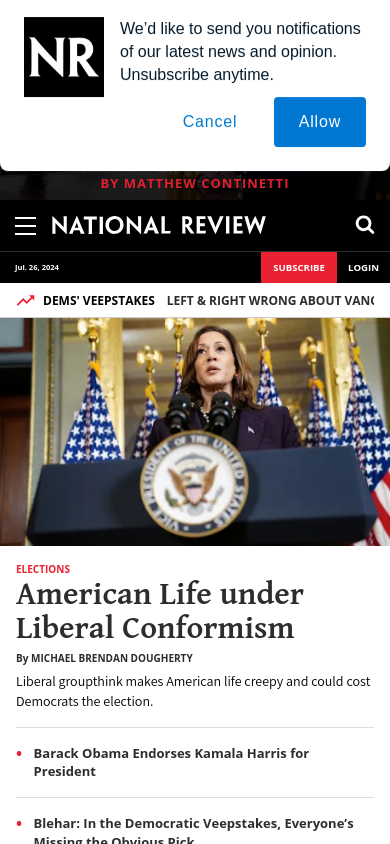 NR
We’d like to send you notifications
of our latest news and opinion.
Unsubscribe anytime.
Cancel
Allow
BY MATTHEW CONTINETTI
NATIONAL REVIEW
Jul. 26, 2024
SUBSCRIBE
LOGIN
DEMS' VEEPSTAKES LEFT & RIGHT WRONG ABOUT VANC
ELECTIONS
American Life under
Liberal Conformism
By MICHAEL BRENDAN DOUGHERTY
Liberal groupthink makes American life creepy and could cost
Democrats the election.
Barack Obama Endorses Kamala Harris for
President
Blehar: In the Democratic Veepstakes, Everyone’s
Missing the Obvious Pick